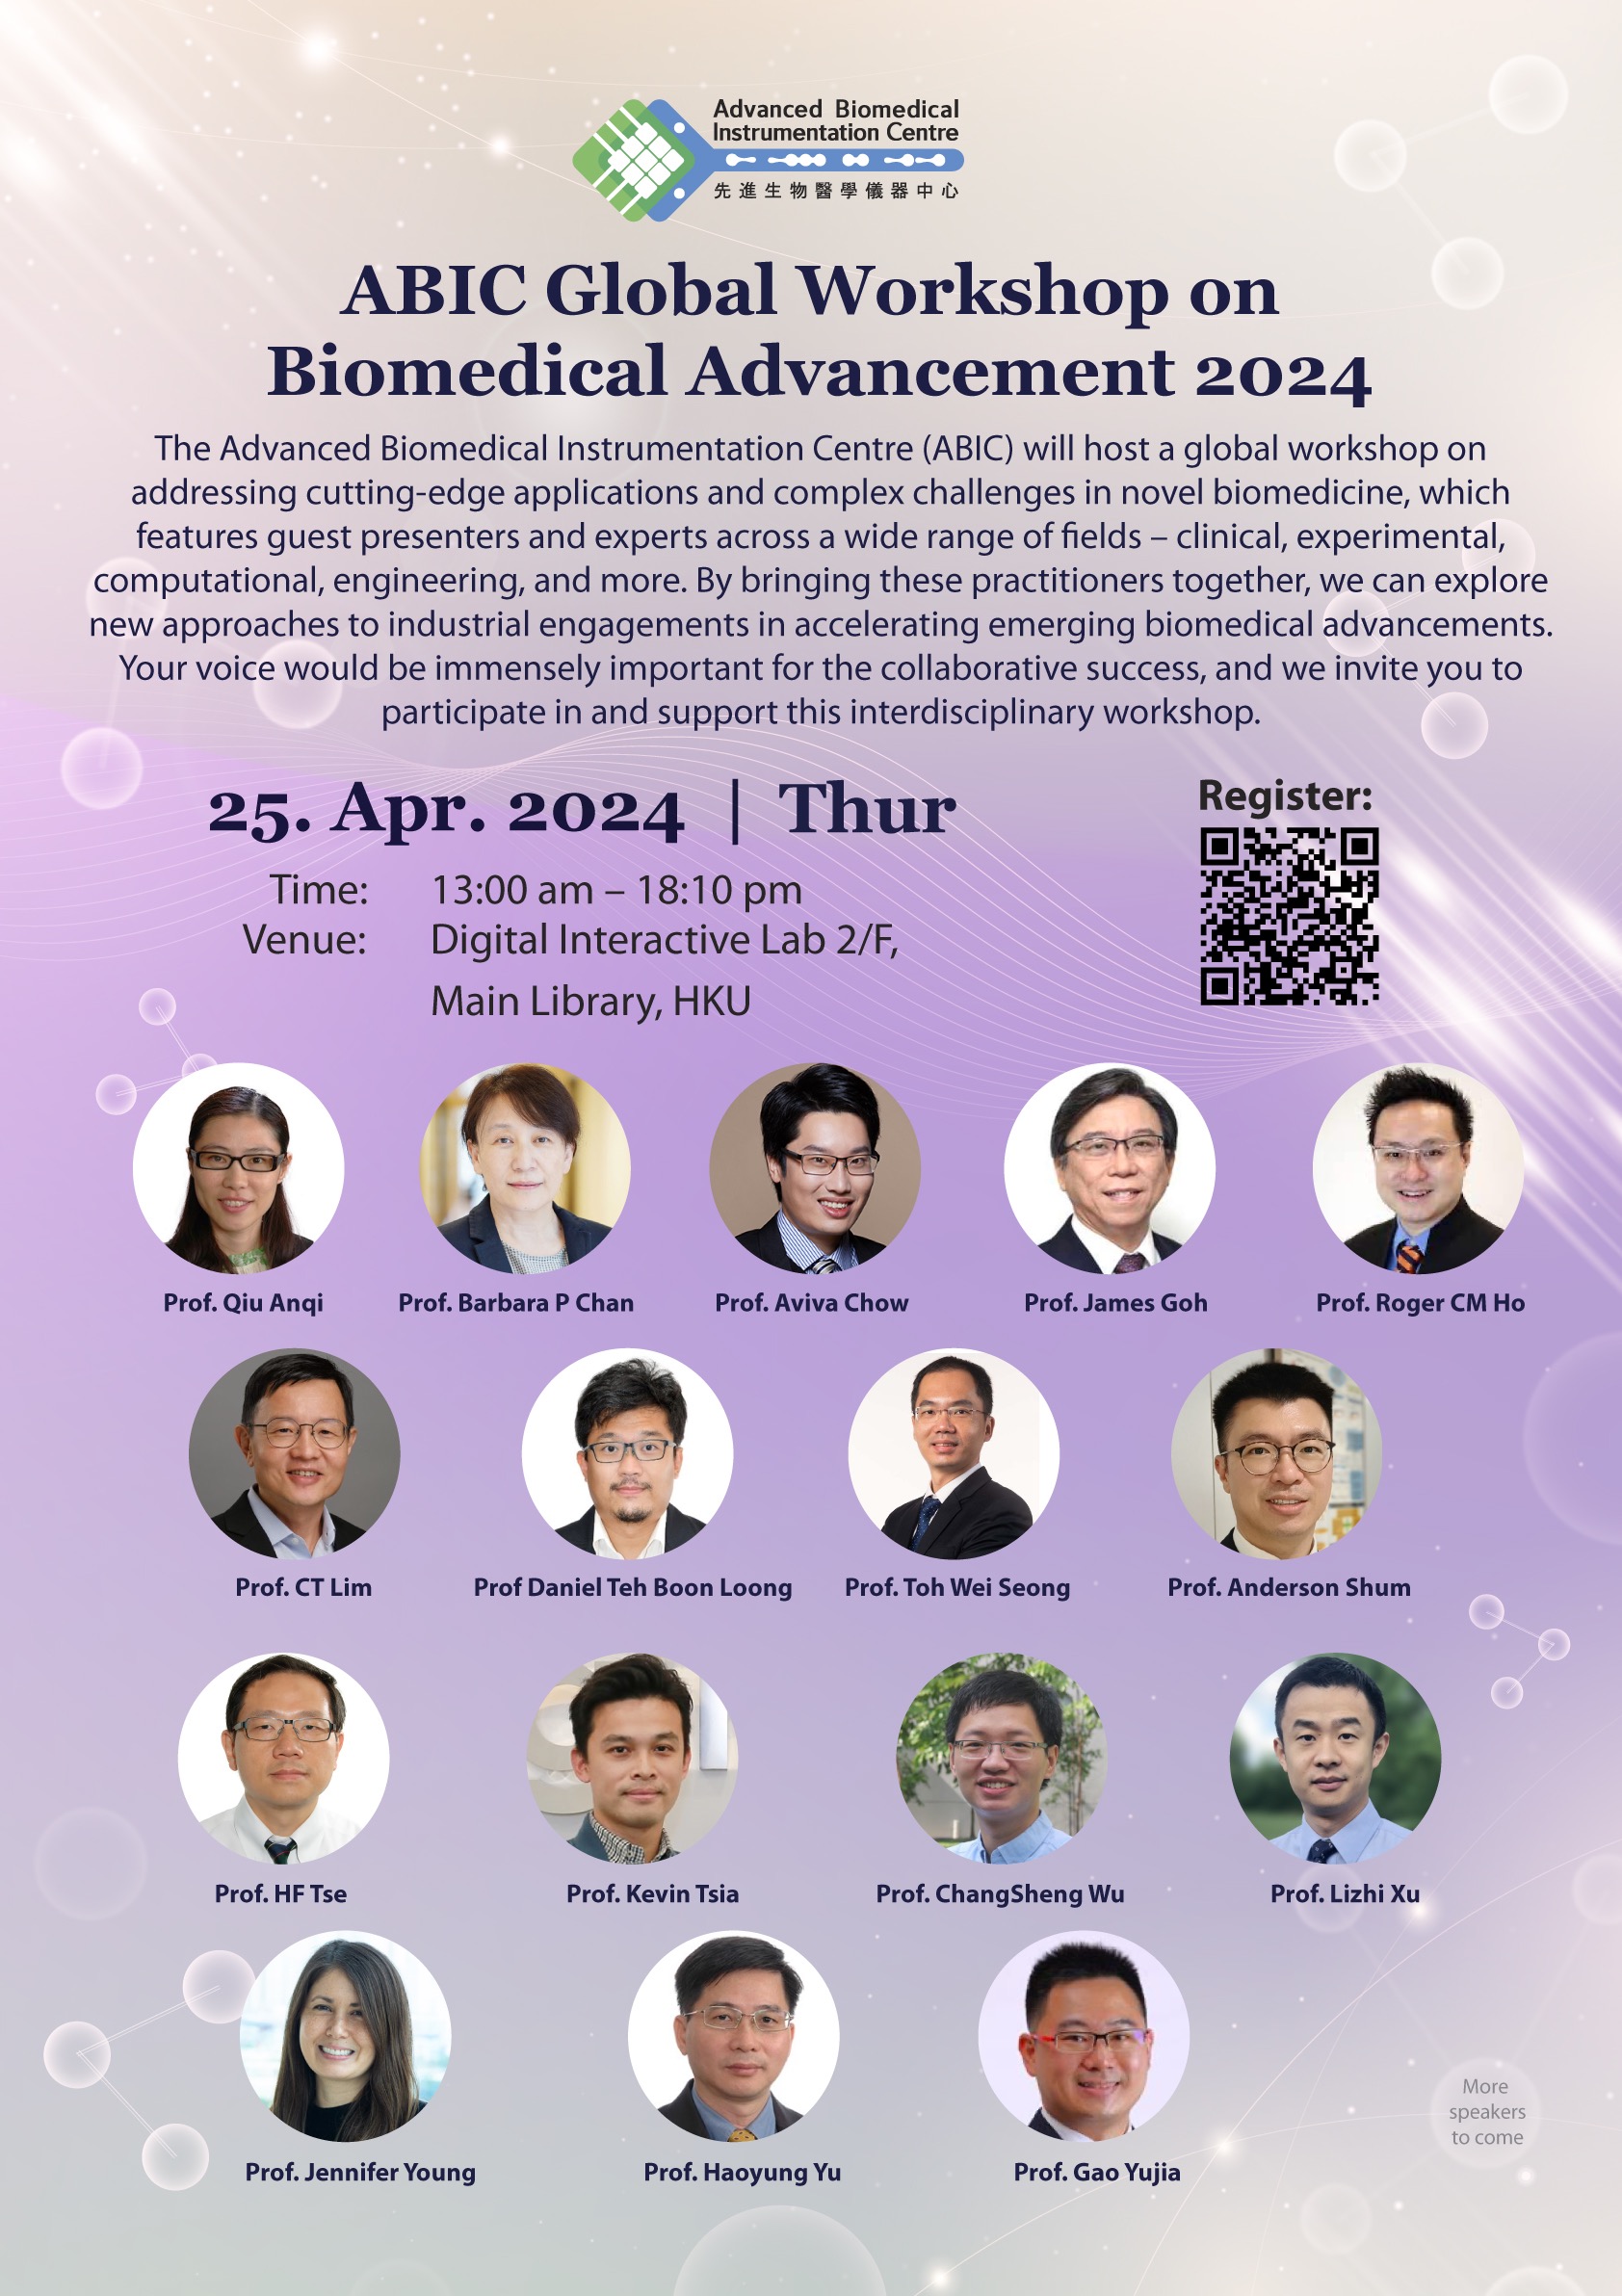 Advanced Biomedical
Instrumentation Centre
先進生物醫學儀器中心
ABIC Global Workshop on
Biomedical Advancement 2024
The Advanced Biomedical Instrumentation Centre (ABIC) will host a global workshop on
addressing cutting-edge applications and complex challenges in novel biomedicine, which
features guest presenters and experts across a wide range of fields – clinical, experimental,
computational, engineering, and more. By bringing these practitioners together, we can explore
new approaches to industrial engagements in accelerating emerging biomedical advancements.
Your voice would be immensely important for the collaborative success, and we invite you to
participate in and support this interdisciplinary workshop.
25. Apr. 2024 | Thur
Register:
Time: 13:00 am – 18:10 pm
Venue: Digital Interactive Lab 2/F,
Main Library, HKU
Prof. Qiu Anqi
Prof. Barbara P Chan
Prof. Aviva Chow
Prof. James Goh
Prof. Roger CM Ho
Prof. CT Lim
Prof Daniel Teh Boon Loong
Prof. Toh Wei Seong
Prof. Anderson Shum
Prof. HF Tse
Prof. Kevin Tsia
Prof. ChangSheng Wu
Prof. Lizhi Xu
Prof. Jennifer Young
Prof. Haoyung Yu
Prof. Gao Yujia
More
speakers
to come